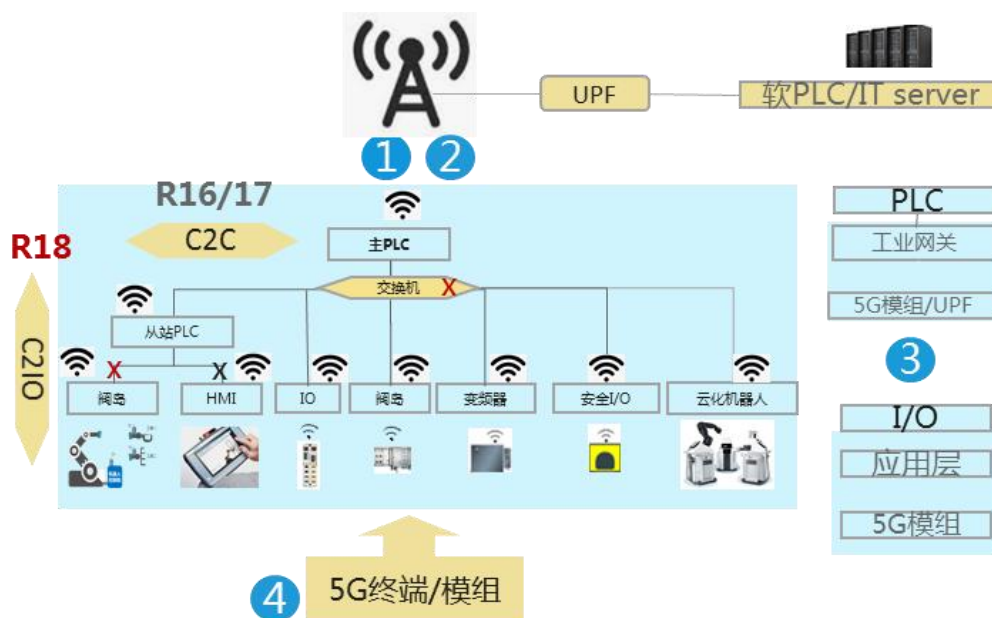 UPF
软PLC/IT server
1
2
R16/17
C2C
R18
C2IO
主PLC
交换机
X
从站PLC
X
X
阀岛
HMI
IO
阀岛
变频器
安全I/O
云化机器人
PLC
工业网关
5G模组/UPF
3
I/O
应用层
5G模组
4
5G终端/模组